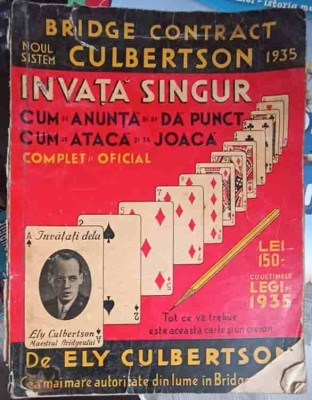 BRIDGE CONTRACT
NOUL
SISTEM
CULBERTSON 1935
INVAȚĂ SINGUR
CUM SE ANUNȚĂ SI SE DĂ PUNCT
CUM SE ATACĂ ȘI SE JOACĂ
COMPLET ȘI OFICIAL
Învățați dela
Ely Culbertson
Maestrul Bridgeului
LEI
150.-
CU ULTIMELE
LEGI
1935
Tot ce vă trebue
este această carte și un creion
De ELY CULBERTSON
Cea mai mare autoritate din lume în Bridge